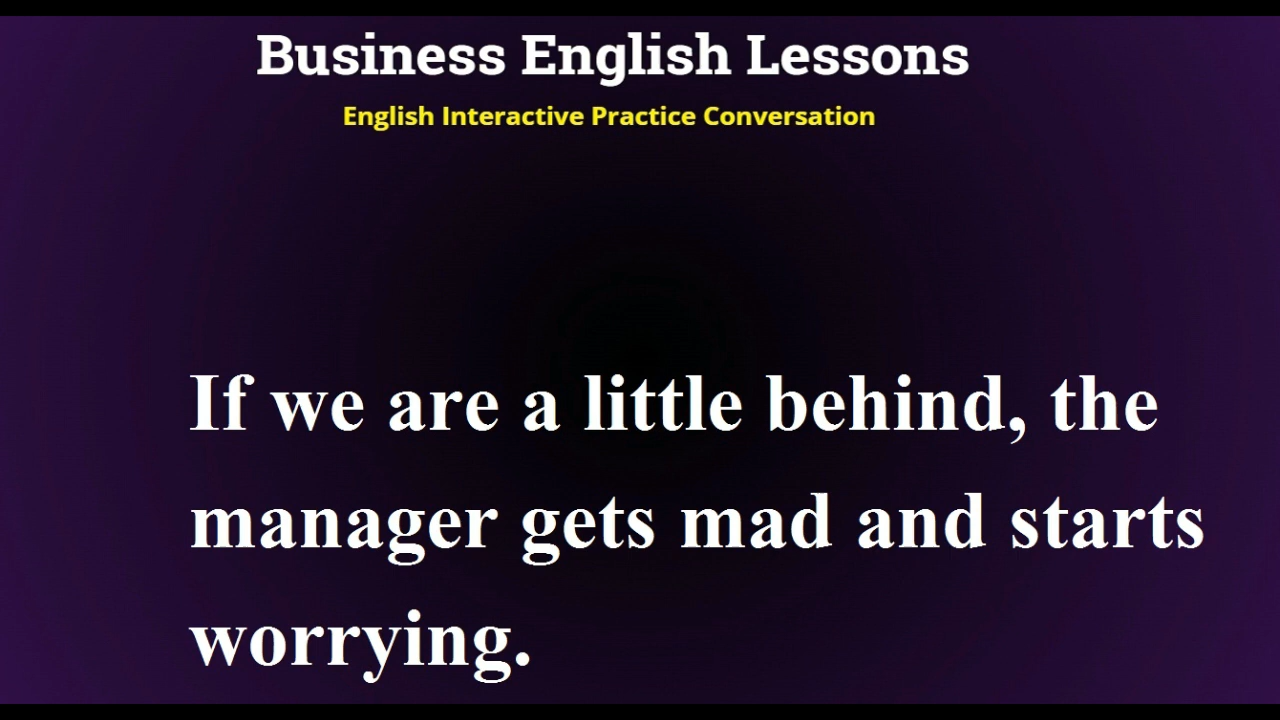 Business English Lessons
English Interactive Practice Conversation
If we are a little behind, the
manager gets mad and starts
worrying.